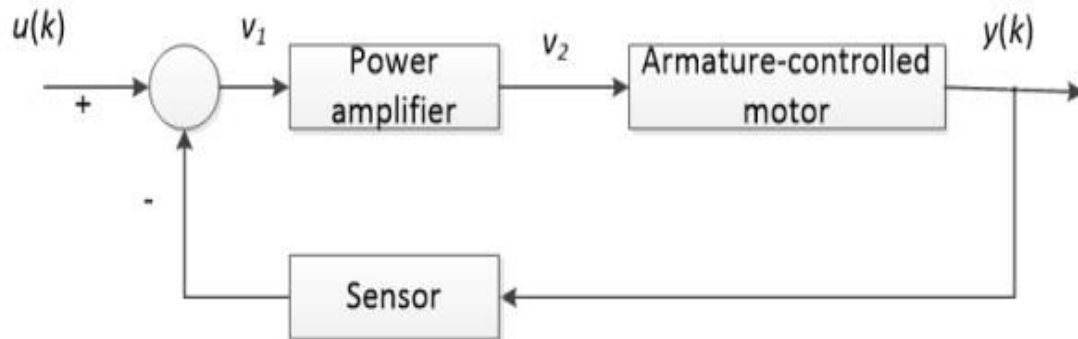 u(k)
v₁
v₂
y(k)
Power
amplifier
Armature-controlled
motor
+
-
Sensor